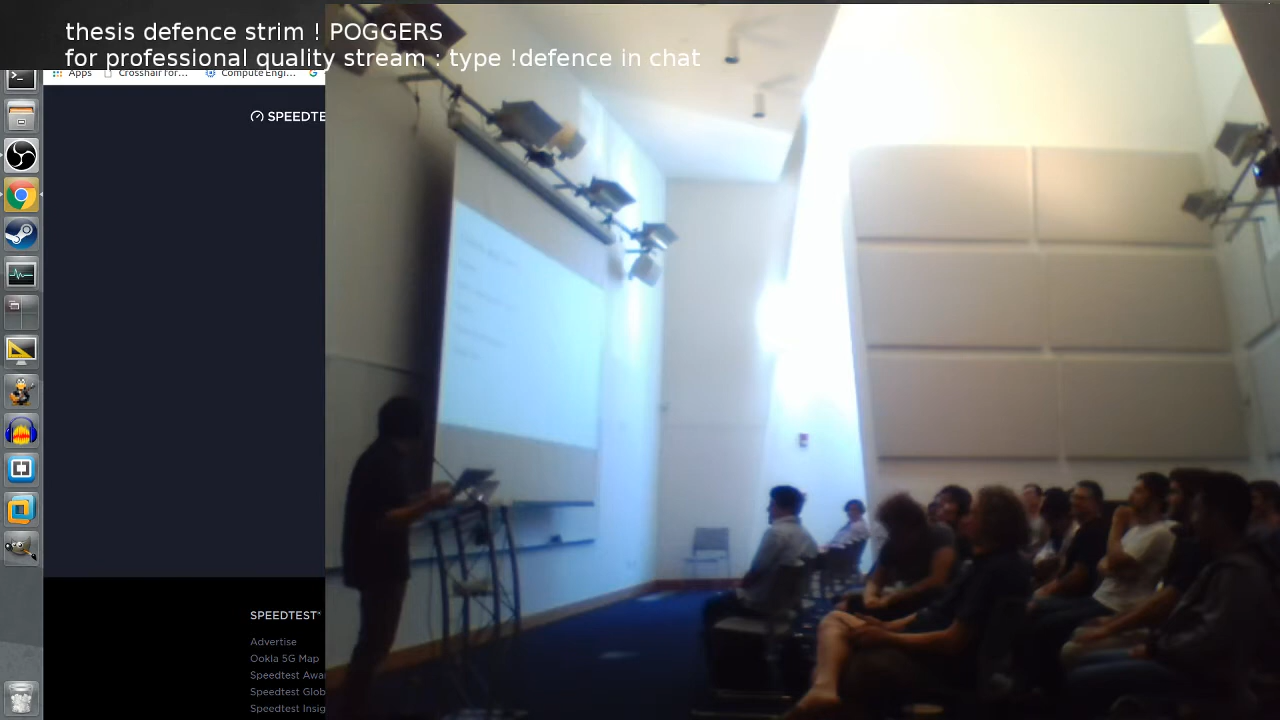 thesis defence strim ! POGGERS
for professional quality stream : type !defence in chat
Apps Crosshair for... Compute Engi...
SPEEDTE
SPEEDTEST
Advertise
Ookla 5G Map
Speedtest Awa
Speedtest Glob
Speedtest Insig